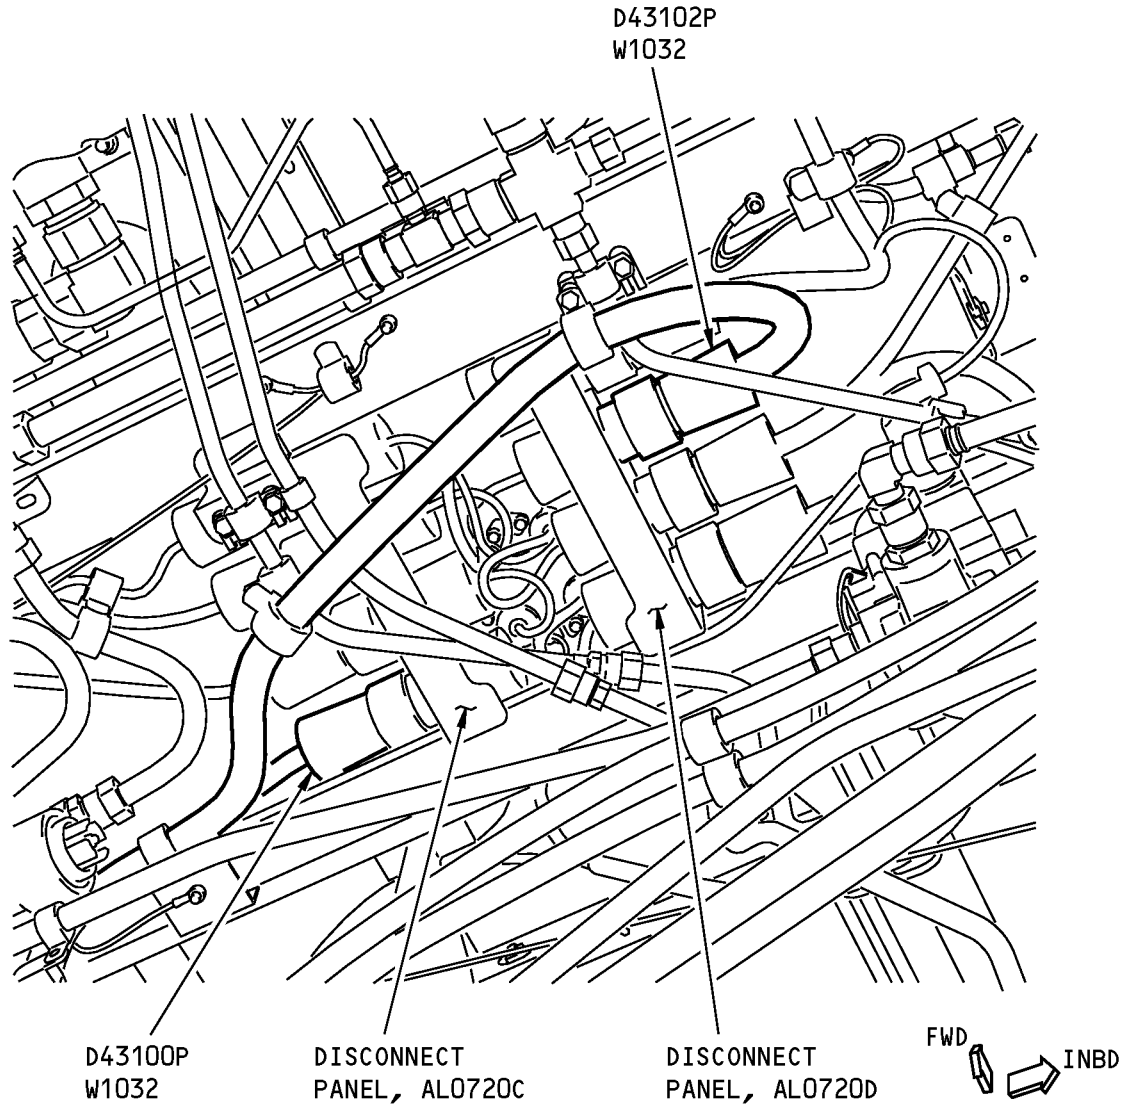 D43102P
W1032
D43100P
W1032
DISCONNECT
PANEL, AL0720C
DISCONNECT
PANEL, AL0720D
FWD
INBD